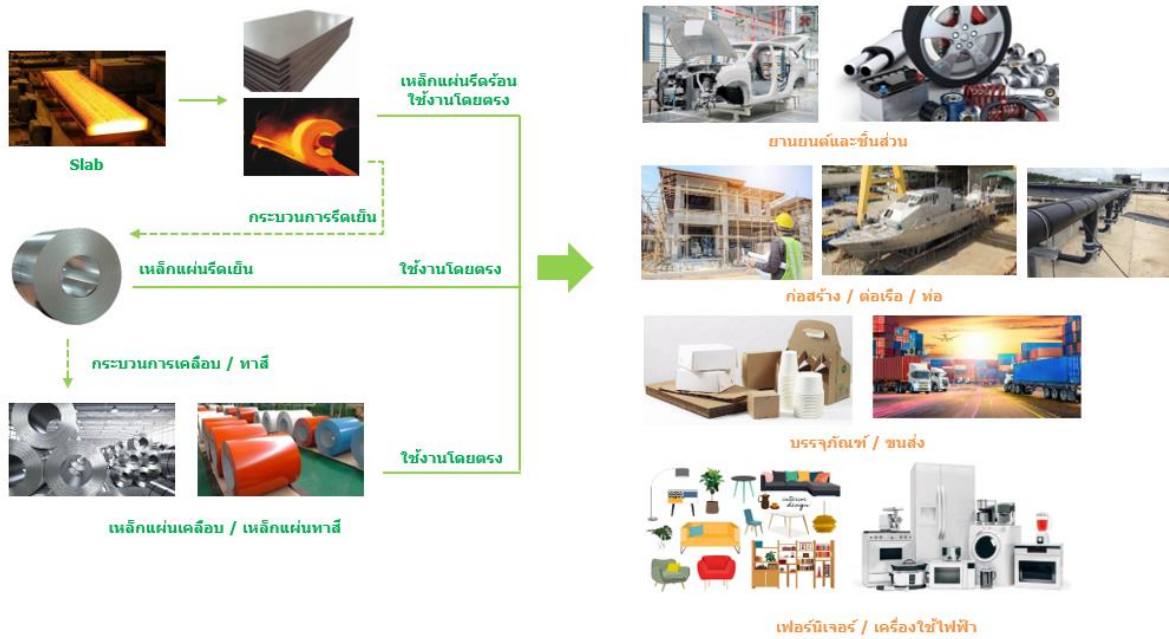 Slab
เหล็กแผ่นรีดร้อน
ใช้งานโดยตรง
กระบวนการรีดเย็น
เหล็กแผ่นรีดเย็น
ใช้งานโดยตรง
กระบวนการเคลือบ / ทาสี
ใช้งานโดยตรง
เหล็กแผ่นเคลือบ / เหล็กแผ่นทาสี
ยานยนต์และชิ้นส่วน
ก่อสร้าง / ต่อเรือ / ท่อ
บรรจุภัณฑ์ / ขนส่ง
interior
design
เฟอร์นิเจอร์ / เครื่องใช้ไฟฟ้า